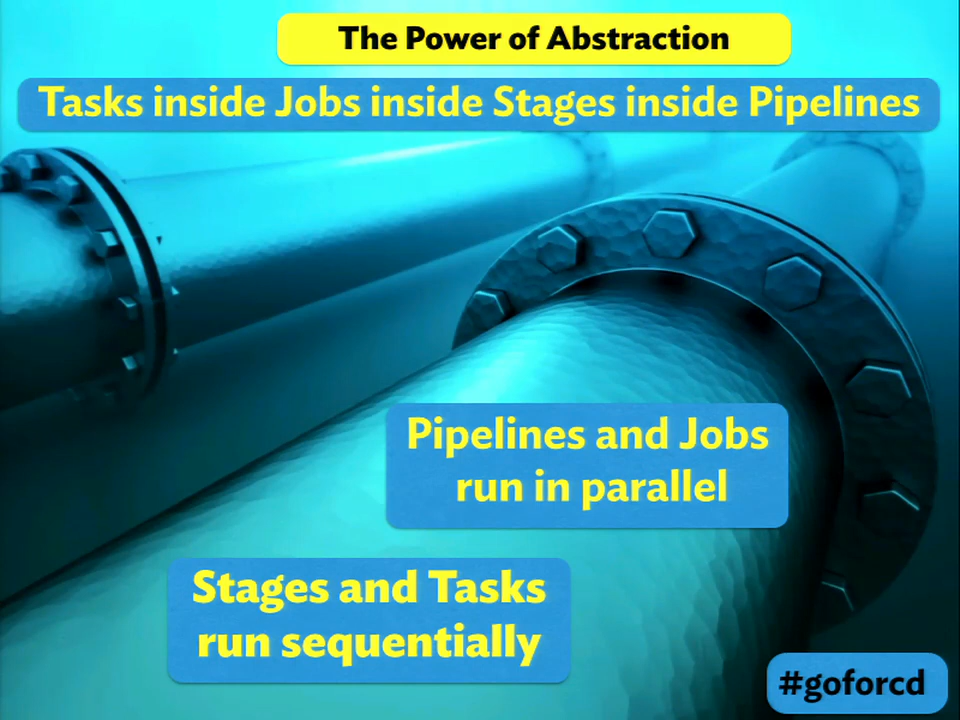 The Power of Abstraction
Tasks inside Jobs inside Stages inside Pipelines
Pipelines and Jobs
run in parallel
Stages and Tasks
run sequentially
#goforcd